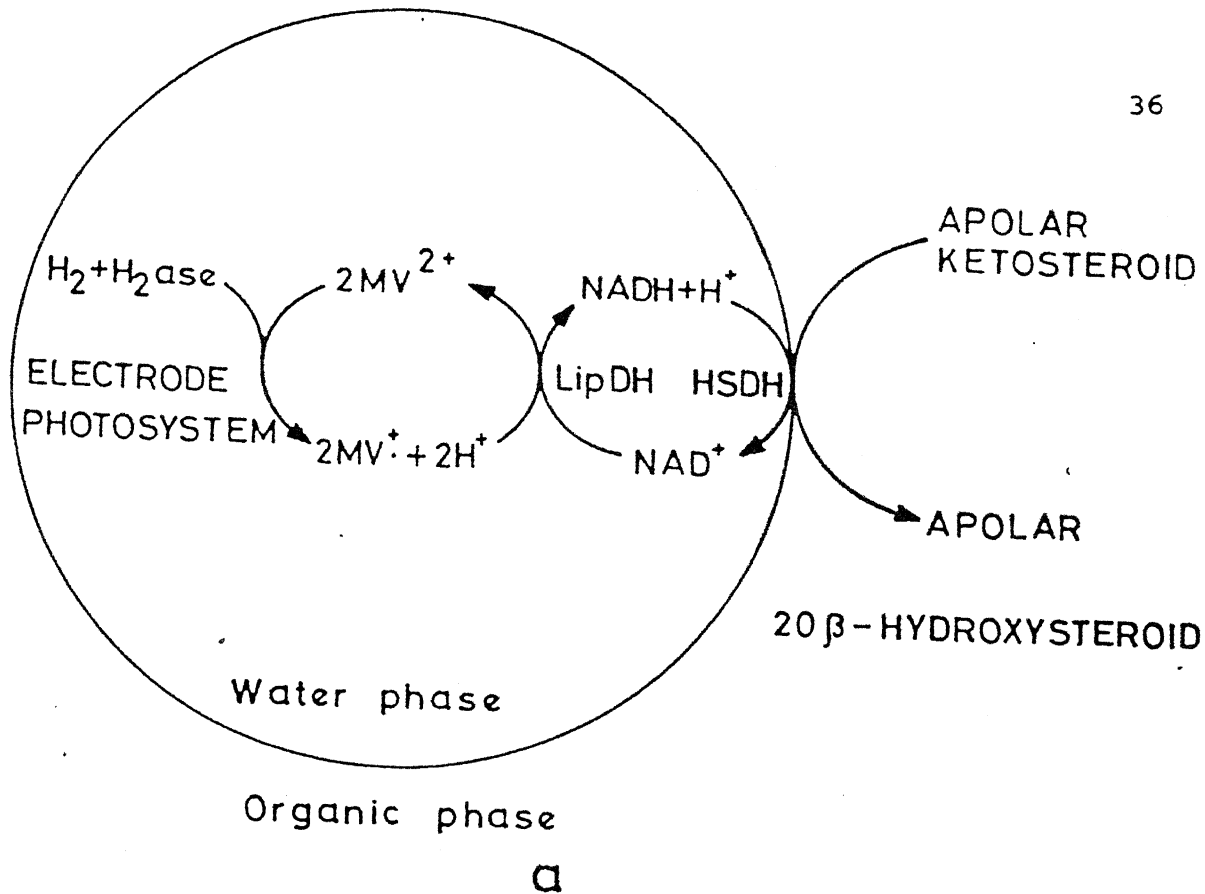 36
APOLAR
KETOSTEROID
H₂+H₂ase
2MV²⁺
NADH+H⁺
ELECTRODE
PHOTOSYSTEM
LipDH HSDH
2MV⁺·+ 2H⁺
NAD⁺
APOLAR
20β-HYDROXYSTEROID
Water phase
Organic phase
a